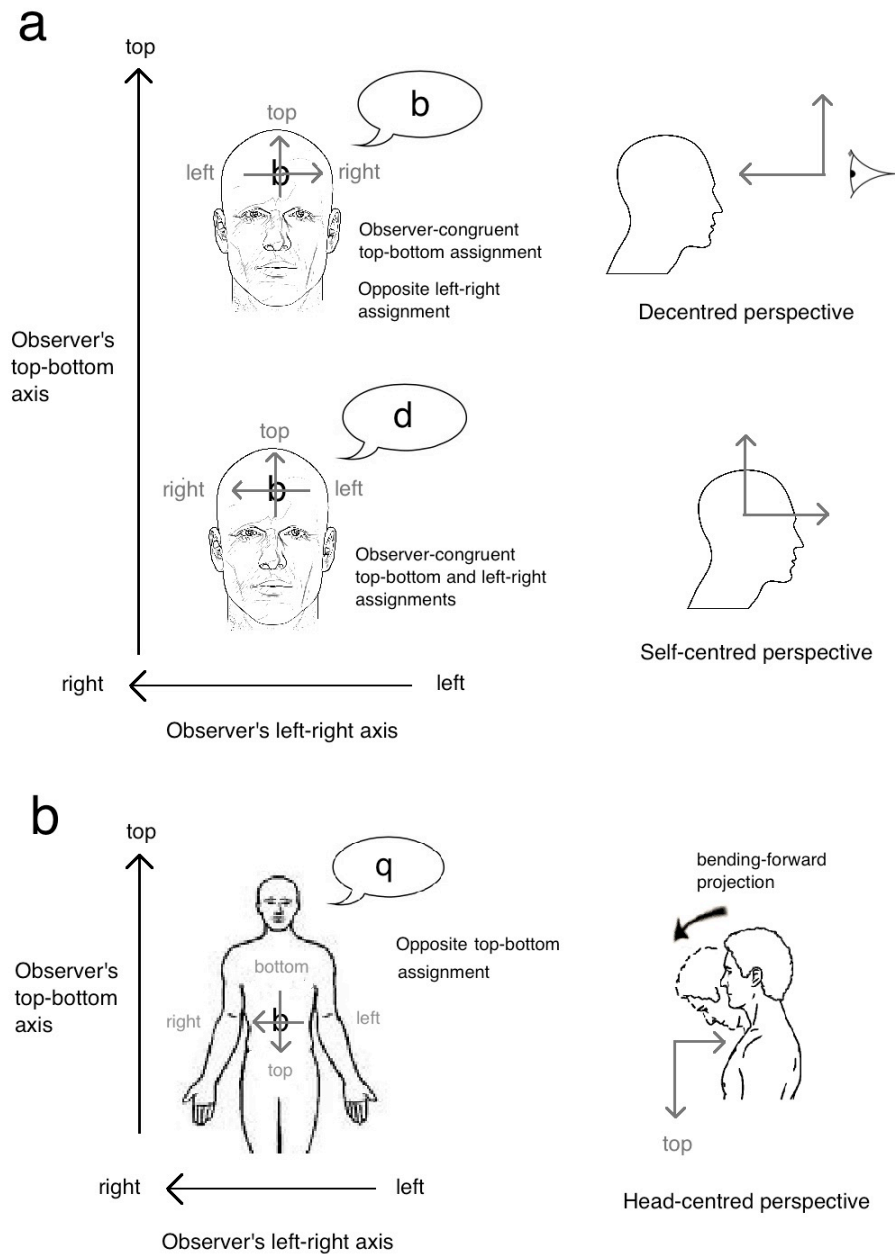 a
top
b
top
b
left
right
Observer-congruent
top-bottom assignment
Opposite left-right
assignment
Decentred perspective
Observer's
top-bottom
axis
d
top
b
right
left
Observer-congruent
top-bottom and left-right
assignments
Self-centred perspective
right
left
Observer's left-right axis
b
top
q
bending-forward
projection
Opposite top-bottom
assignment
Observer's
top-bottom
axis
bottom
right
b
left
top
top
right
left
Head-centred perspective
Observer's left-right axis